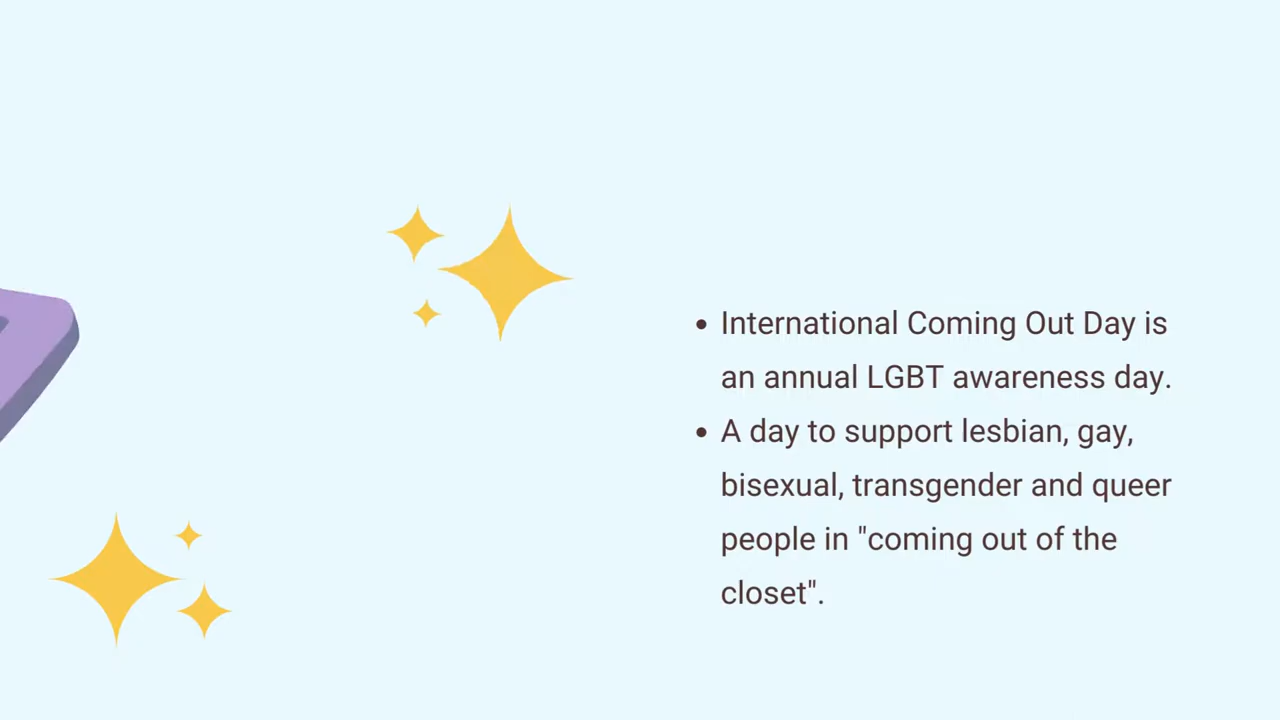 • International Coming Out Day is
an annual LGBT awareness day.
• A day to support lesbian, gay,
bisexual, transgender and queer
people in "coming out of the
closet".